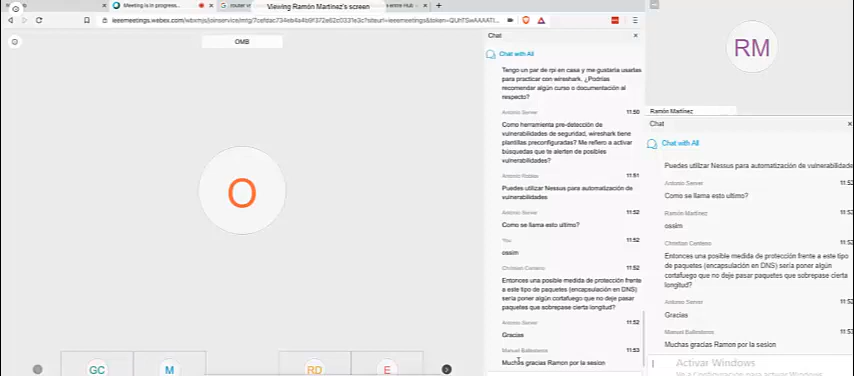 Meeting is in progress...
Viewing Ramón Martínez's screen
ieeemeetings.webex.com
OMB
O
GC
M
RD
E
Chat
Chat with All
Tengo un par de rpi en casa y me gustaría usarlas
para practicar con wireshark. ¿Podrías
recomendar algún curso o documentación al
respecto?
Antonio Server 11:50
Como herramienta pre-detección de
vulnerabilidades de seguridad, wireshark tiene
plantillas preconfiguradas? Me refiero a activar
búsquedas que te alerten de posibles
vulnerabilidades?
Antonio Robles 11:51
Puedes utilizar Nessus para automatización de
vulnerabilidades
Antonio Server 11:52
Como se llama esto ultimo?
You 11:52
ossim
Christian Centeno 11:52
Entonces una posible medida de protección frente
a este tipo de paquetes (encapsulación en DNS)
sería poner algún cortafuego que no deje pasar
paquetes que sobrepase cierta longitud?
Antonio Server 11:52
Gracias
Manuel Ballesteros 11:53
Muchas gracias Ramon por la sesion
RM
Ramón Martínez
Chat
Chat with All
Puedes utilizar Nessus para automatización de vulnerabilidade
Antonio Server 11:52
Como se llama esto ultimo?
Ramón Martínez 11:52
ossim
Christian Centeno 11:52
Entonces una posible medida de protección frente a este tipo
de paquetes (encapsulación en DNS) sería poner algún
cortafuego que no deje pasar paquetes que sobrepase cierta
longitud?
Antonio Server 11:52
Gracias
Manuel Ballesteros 11:53
Muchas gracias Ramon por la sesion
Activar Windows